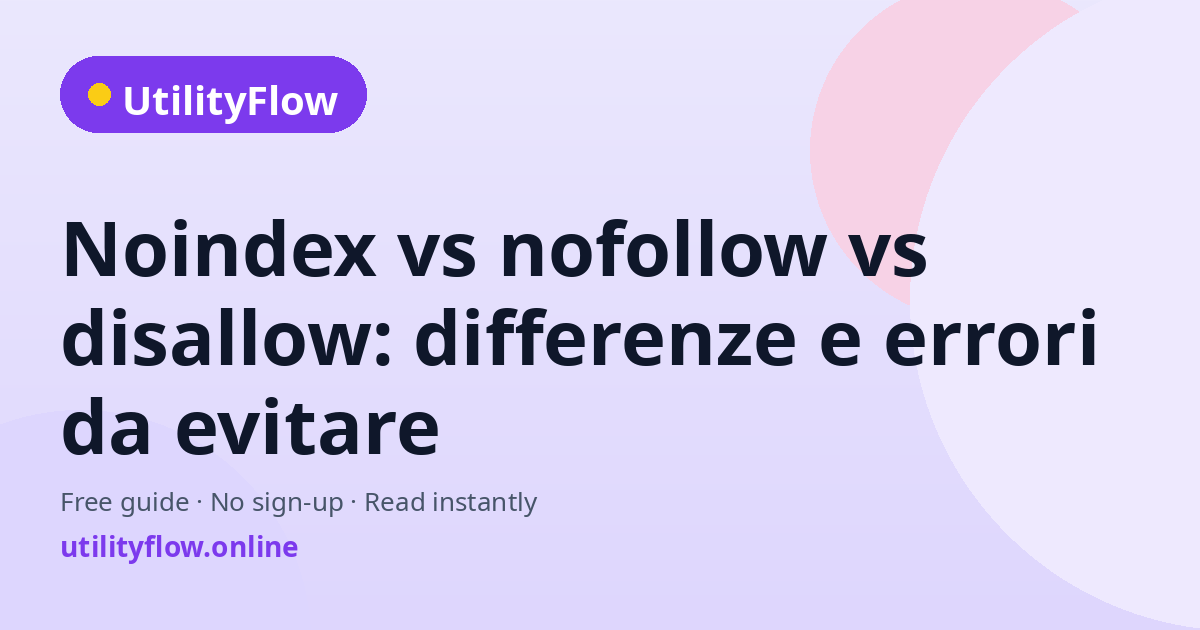 UtilityFlow
Noindex vs nofollow vs
disallow: differenze e errori
da evitare
Free guide · No sign-up · Read instantly
utilityflow.online